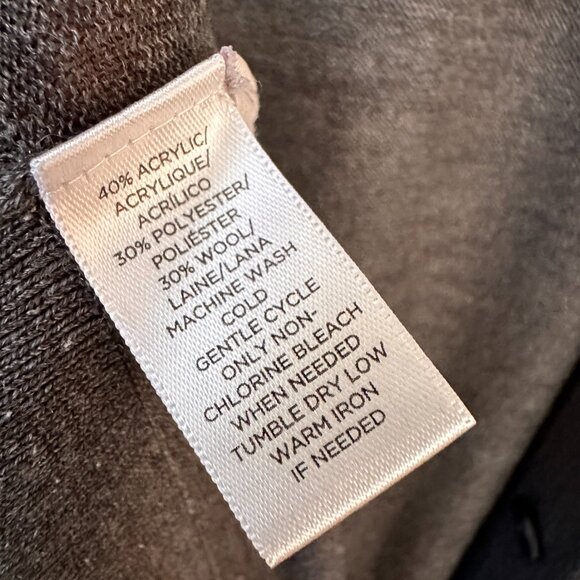 40% ACRYLIC/
ACRYLIQUE/
ACRÍLICO
30% POLYESTER/
POLIÉSTER
30% WOOL/
LAINE/LANA
MACHINE WASH
COLD
GENTLE CYCLE
ONLY NON-
CHLORINE BLEACH
WHEN NEEDED
TUMBLE DRY LOW
WARM IRON
IF NEEDED